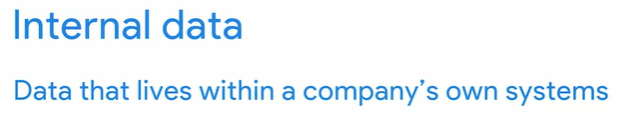 Internal data
Data that lives within a company’s own systems